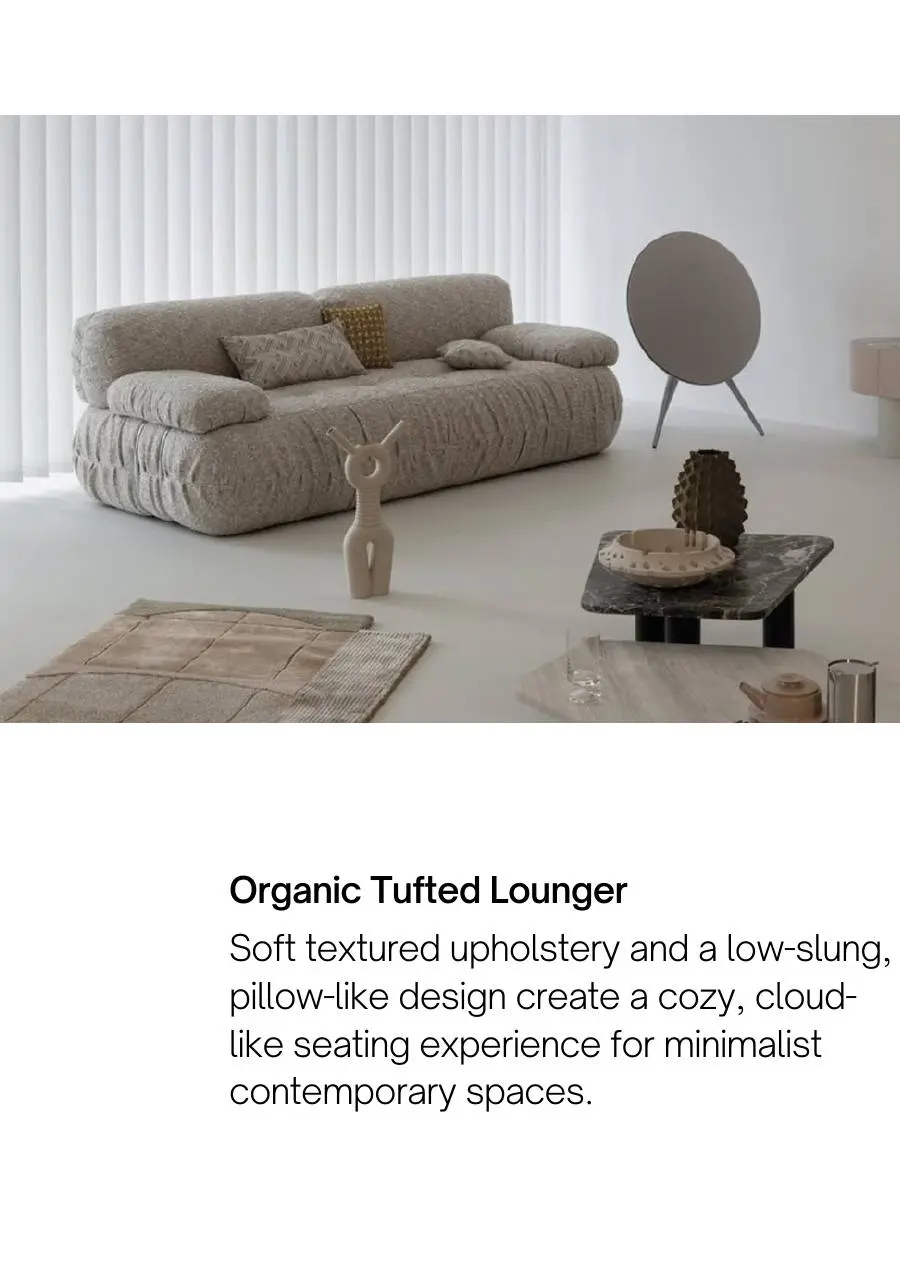 Organic Tufted Lounger
Soft textured upholstery and a low-slung,
pillow-like design create a cozy, cloud-
like seating experience for minimalist
contemporary spaces.